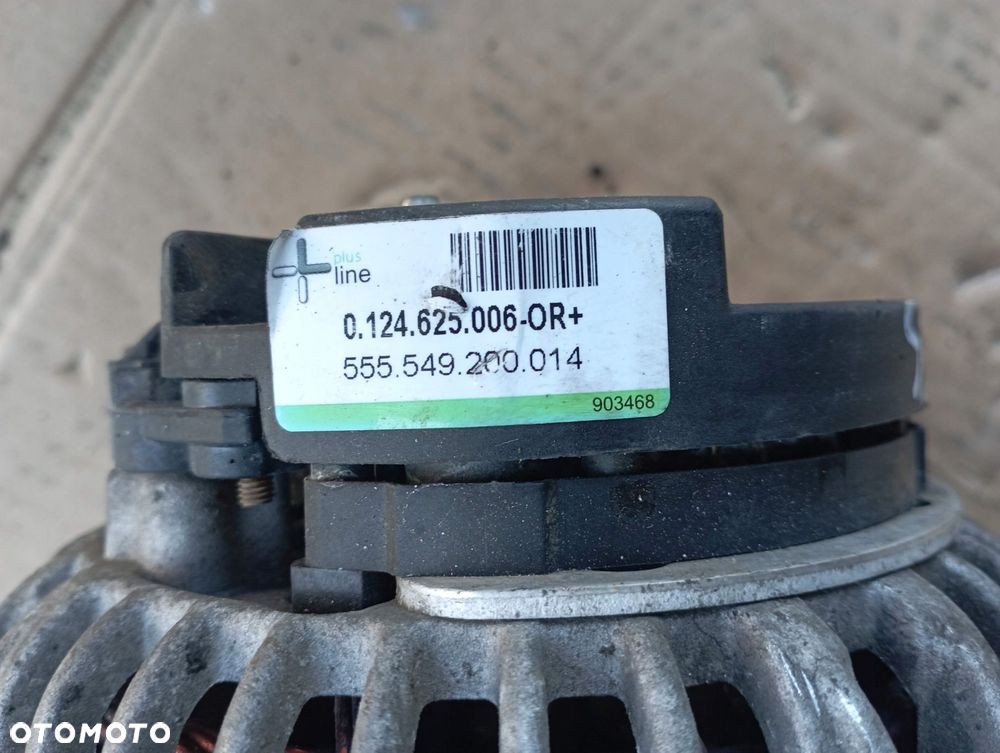 plus
line
0.124.625.006-OR+
555.549.200.014
903468
OTOMOTO